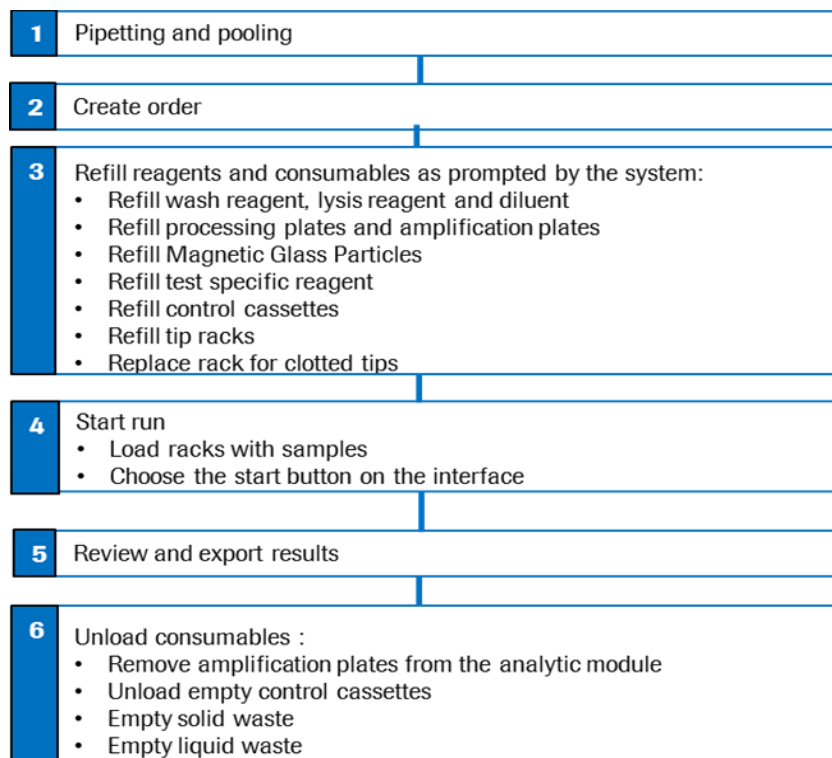 1 Pipetting and pooling
2 Create order
3 Refill reagents and consumables as prompted by the system:
• Refill wash reagent, lysis reagent and diluent
• Refill processing plates and amplification plates
• Refill Magnetic Glass Particles
• Refill test specific reagent
• Refill control cassettes
• Refill tip racks
• Replace rack for clotted tips
4 Start run
• Load racks with samples
• Choose the start button on the interface
5 Review and export results
6 Unload consumables :
• Remove amplification plates from the analytic module
• Unload empty control cassettes
• Empty solid waste
• Empty liquid waste